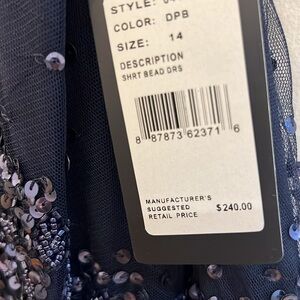 STYLE:
COLOR: DPB
SIZE: 14
DESCRIPTION
SHRT BEAD DRS
8 87873 62371 6
MANUFACTURER'S
SUGGESTED
RETAIL PRICE $240.00